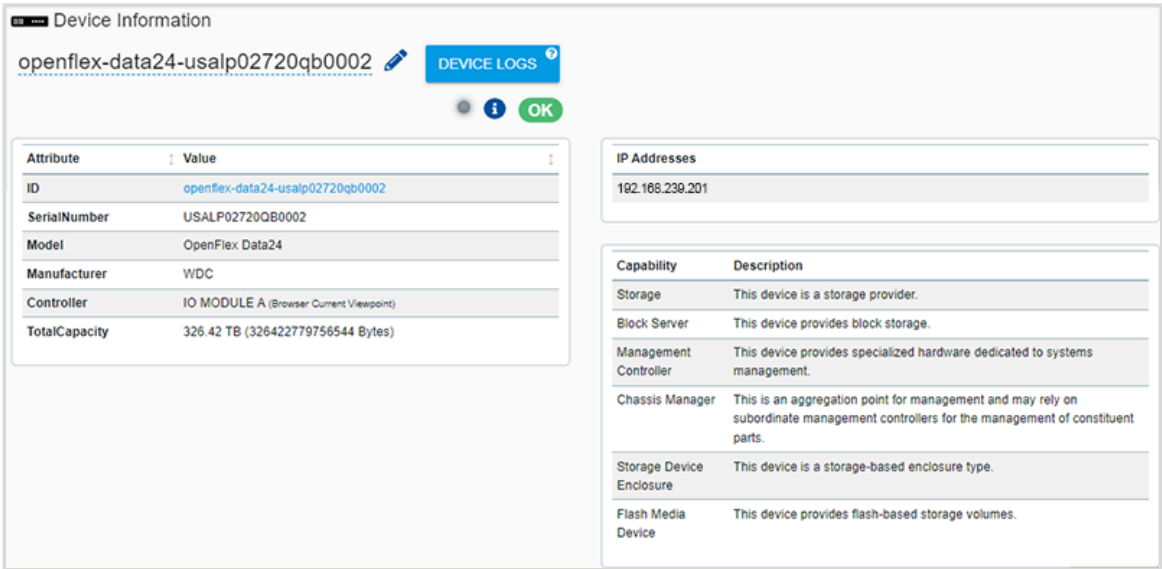 Device Information
openflex-data24-usalp02720qb0002
DEVICE LOGS ?
i OK
Attribute Value
ID openflex-data24-usalp02720qb0002
SerialNumber USALP02720QB0002
Model OpenFlex Data24
Manufacturer WDC
Controller IO MODULE A (Browser Current Viewpoint)
TotalCapacity 326.42 TB (326422779756544 Bytes)
IP Addresses
192.168.239.201
Capability Description
Storage This device is a storage provider.
Block Server This device provides block storage.
Management Controller This device provides specialized hardware dedicated to systems
management.
Chassis Manager This is an aggregation point for management and may rely on
subordinate management controllers for the management of constituent
parts.
Storage Device Enclosure This device is a storage-based enclosure type.
Flash Media Device This device provides flash-based storage volumes.